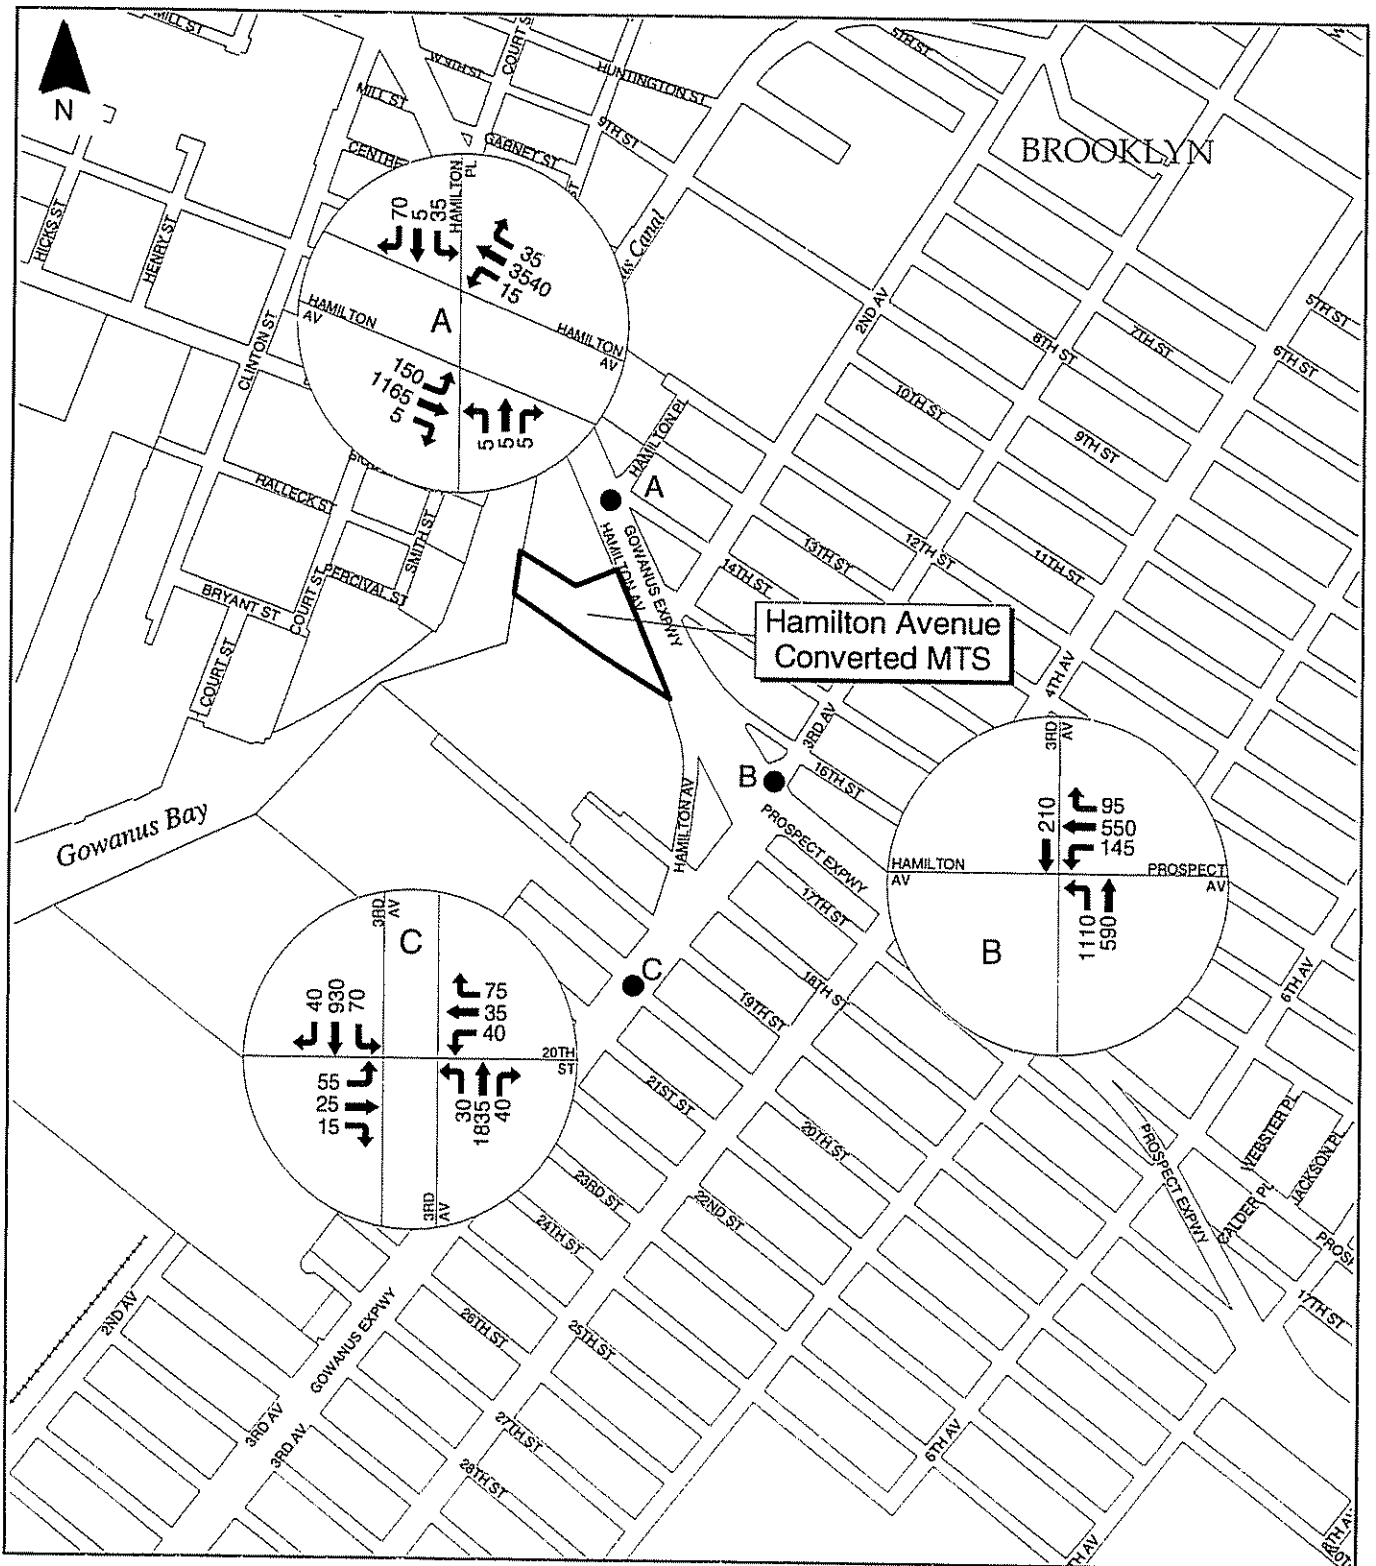 MILL ST
N
MILL ST
W 9TH ST
COURT S
HUNTINGTON ST
5TH ST
BROOKLYN
CENTRE
GARNET ST
9TH ST
HICKS ST
HENRY ST
CLINTON ST
HAMILTON PL
70
5
35
35
3540
15
HAMILTON AV
A
HAMILTON AV
150
1165
5
5
5
5
Canal
2ND AV
5TH ST
6TH ST
7TH ST
8TH ST
10TH ST
9TH ST
HAMILTON PL
A
HALLECK ST
SMITH ST
PERCIVAL ST
COURT ST
BRYANT ST
COURT ST
HAMILTON AV
GOWANUS EXPWY
13TH ST
12TH ST
11TH ST
14TH ST
Hamilton Avenue
Converted MTS
4TH AV
3RD AV
B
16TH ST
HAMILTON AV
PROSPECT EXPWY
17TH ST
Gowanus Bay
3RD AV
210
95
550
145
HAMILTON AV
PROSPECT AV
1110
590
B
3RD AV
C
40
930
70
75
35
40
20TH ST
55
25
15
30
1835
40
3RD AV
C
18TH ST
19TH ST
6TH AV
21ST ST
20TH ST
23RD ST
22ND ST
24TH ST
WEBSTER PL
JACKSON PL
CALDER PL
PROSPECT EXPWY
PROSP
17TH ST
2ND AV
GOWANUS EXPWY
26TH ST
25TH ST
3RD AV
3RD AV
27TH ST
28TH ST
6TH AV
TH AV
8TH AV
20T